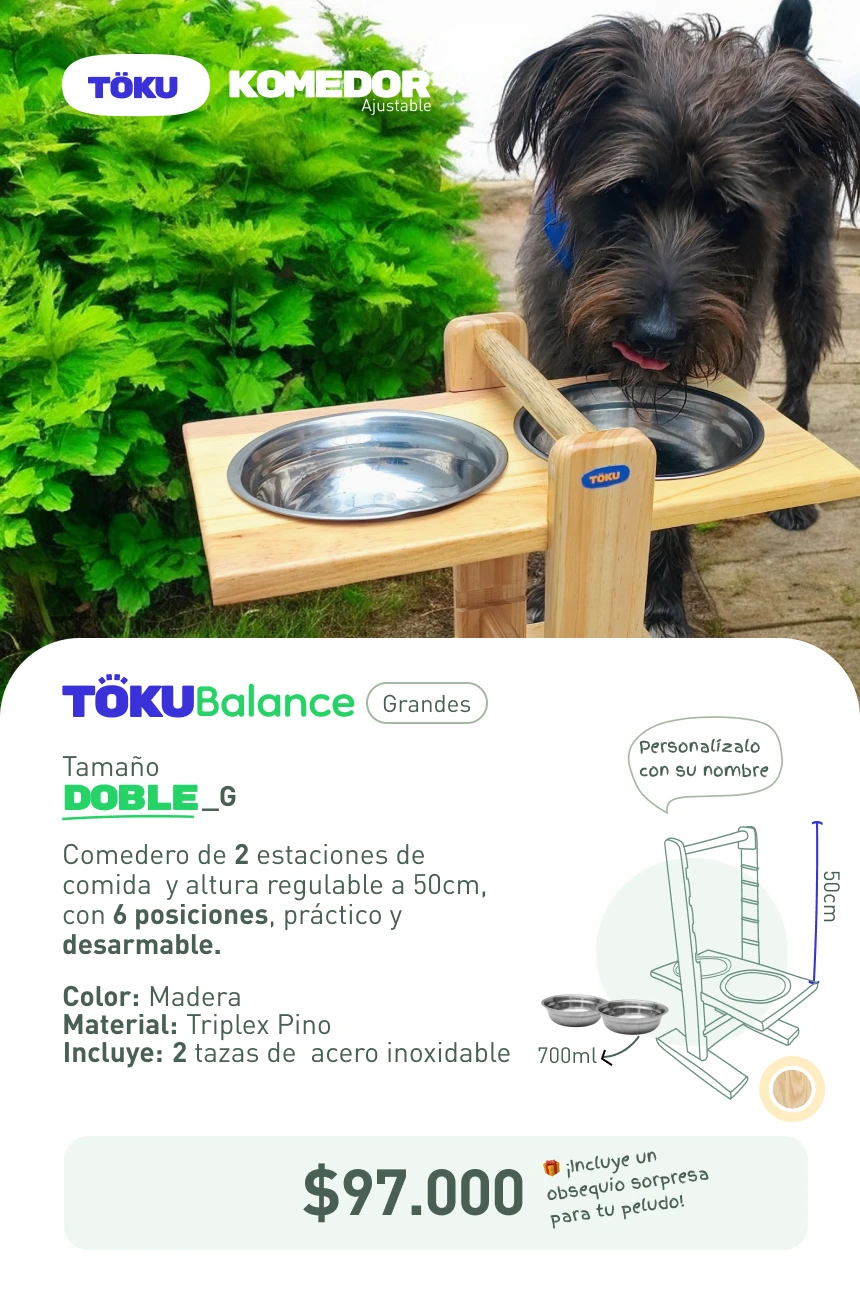 TÖKU KOMEDOR
Ajustable
TÖKU
TÖKUBalance Grandes
Tamaño
DOBLE_G
Personalízalo
con su nombre
Comedero de 2 estaciones de
comida y altura regulable a 50cm,
con 6 posiciones, práctico y
desarmable.
50cm
Color: Madera
Material: Triplex Pino
Incluye: 2 tazas de acero inoxidable
700ml
$97.000
🎁 ¡Incluye un
obsequio sorpresa
para tu peludo!